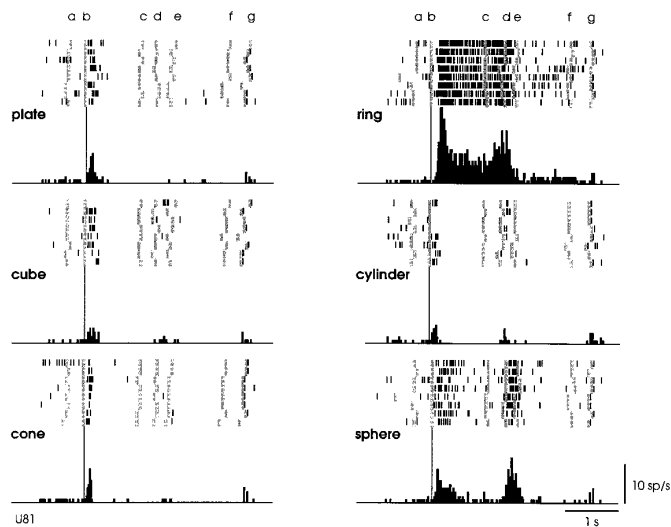 a b c d e f g
a b c d e f g
plate
ring
cube
cylinder
cone
sphere
10 sp/s
1 s
U81